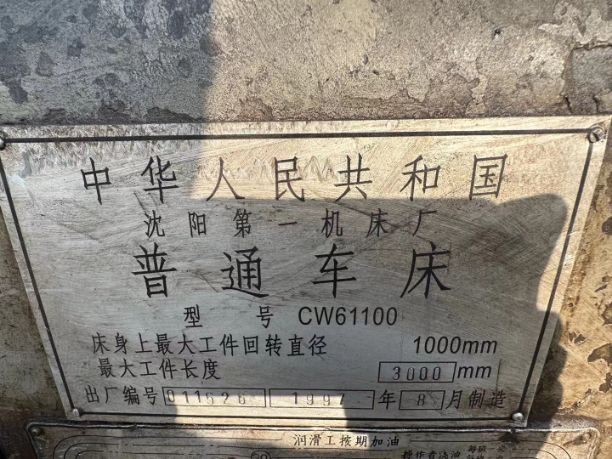 中华人民共和国
沈阳第一机床厂
普通车床
型号 CW61100
床身上最大工件回转直径 1000mm
最大工件长度 3000 mm
出厂编号 011626 1997 年 8 月制造
润滑工按期加油